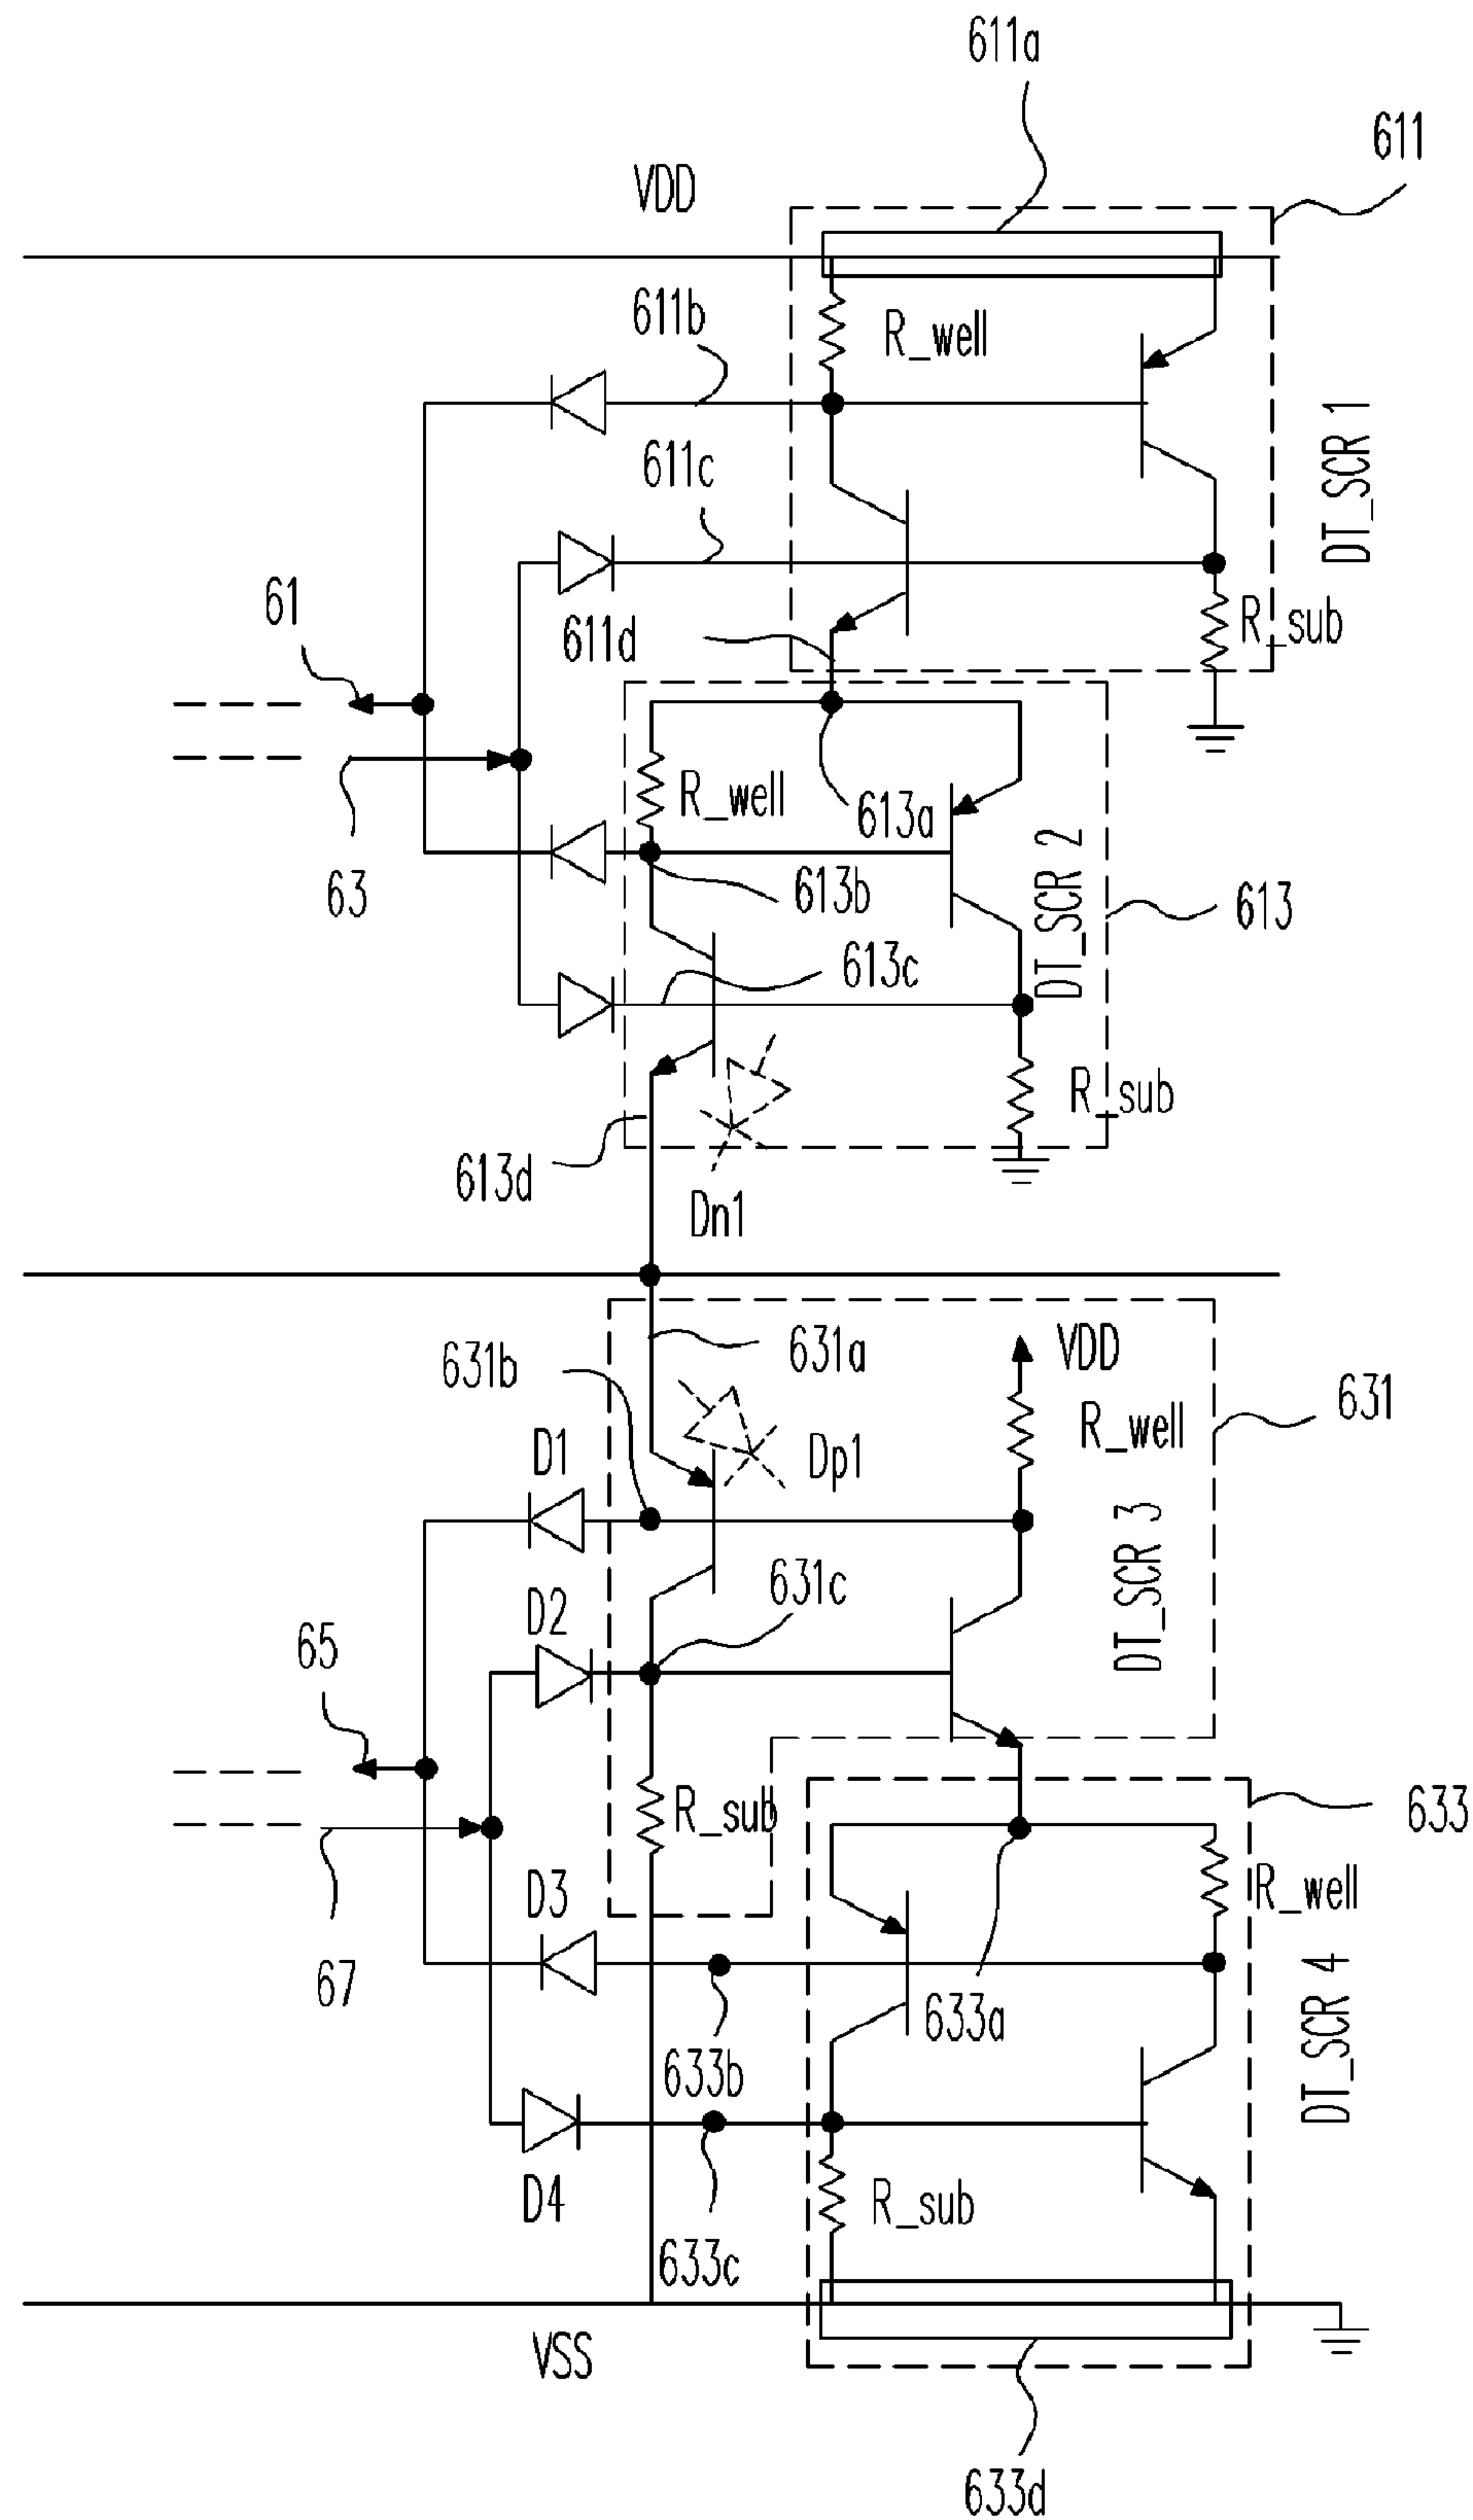 611a
611
VDD
611b
R_well
611c
DT_SCR 1
61
611d
R_sub
R_well
613a
63
613b
DT_SCR 2
613
613c
R_sub
613d
Dn1
631b
631a
VDD
631
R_well
D1
Dp1
DT_SCR 3
D2
631c
65
R_sub
633
D3
R_well
67
633a
DT_SCR 4
633b
D4
R_sub
633c
VSS
633d